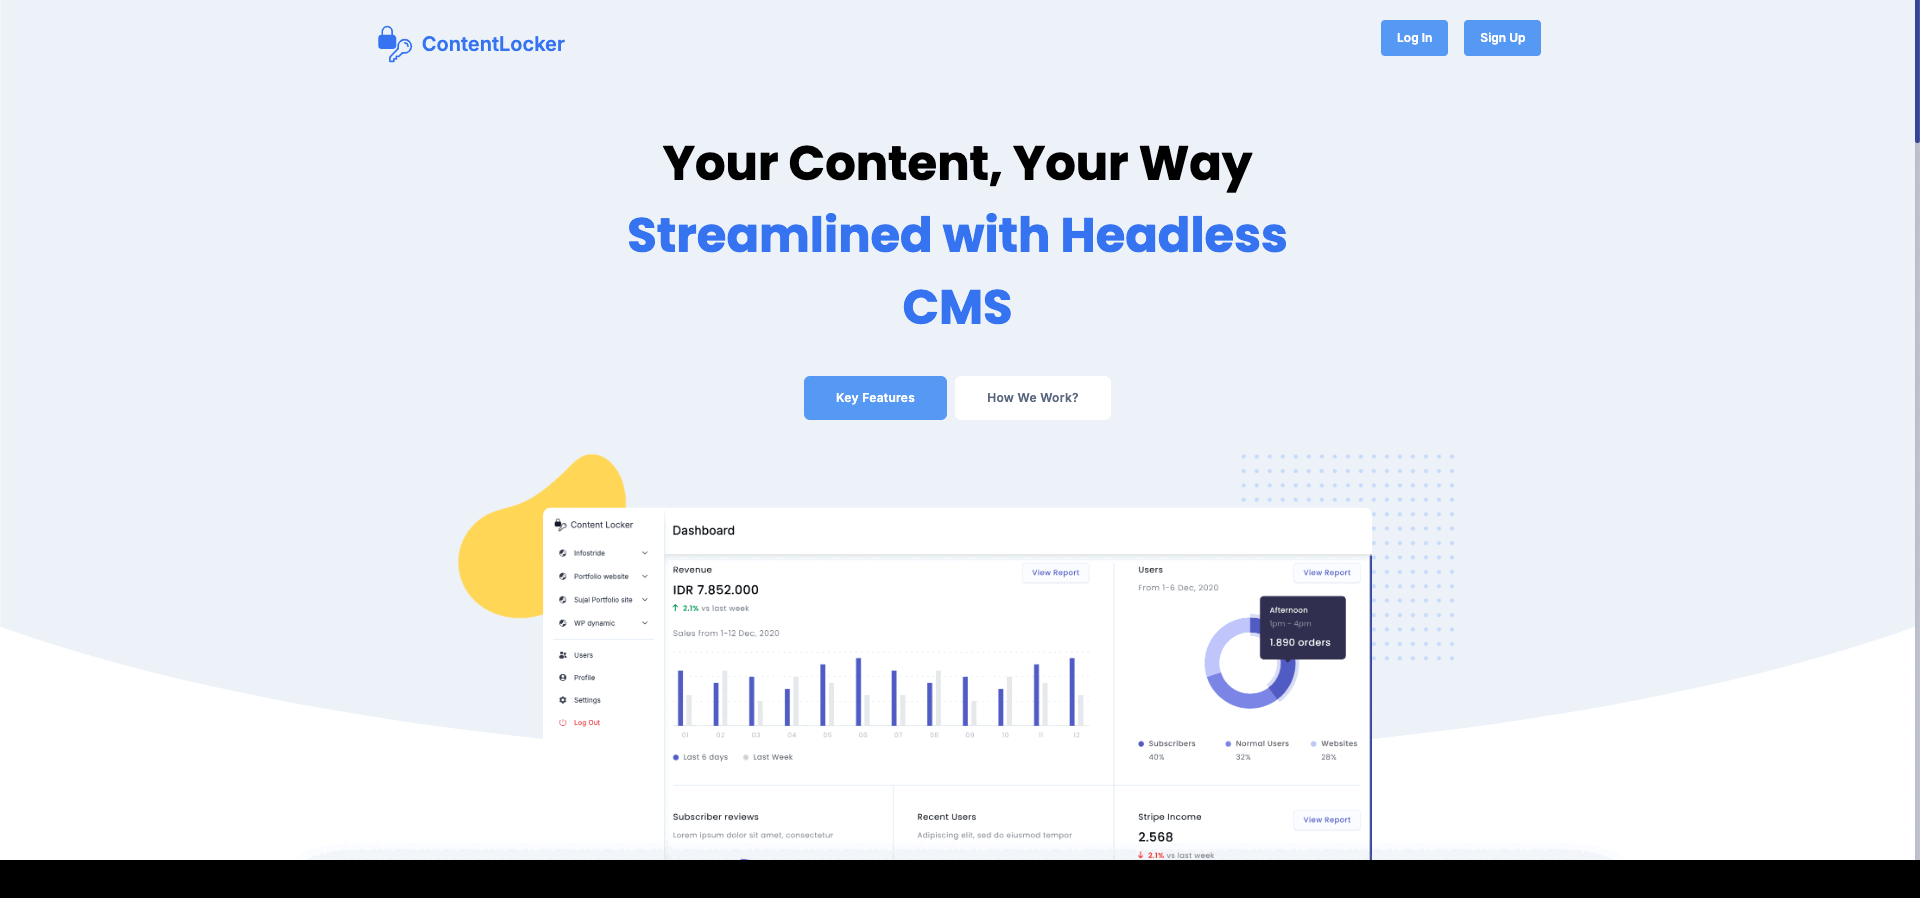 ContentLocker
Log In
Sign Up
Your Content, Your Way
Streamlined with Headless
CMS
Key Features
How We Work?
Content Locker
Infostride
Portfolio website
Sujal Portfolio site
WP dynamic
Users
Profile
Settings
Log Out
Dashboard
Revenue
View Report
IDR 7.852.000
2.1% vs last week
Sales from 1-12 Dec, 2020
01 02 03 04 05 06 07 08 09 10 11 12
Last 6 days
Last Week
Users
View Report
From 1-6 Dec, 2020
Afternoon
1pm - 4pm
1.890 orders
Subscribers
40%
Normal Users
32%
Websites
28%
Subscriber reviews
Lorem ipsum dolor sit amet, consectetur
Recent Users
Adipiscing elit, sed do eiusmod tempor
Stripe Income
View Report
2.568
2.1% vs last week